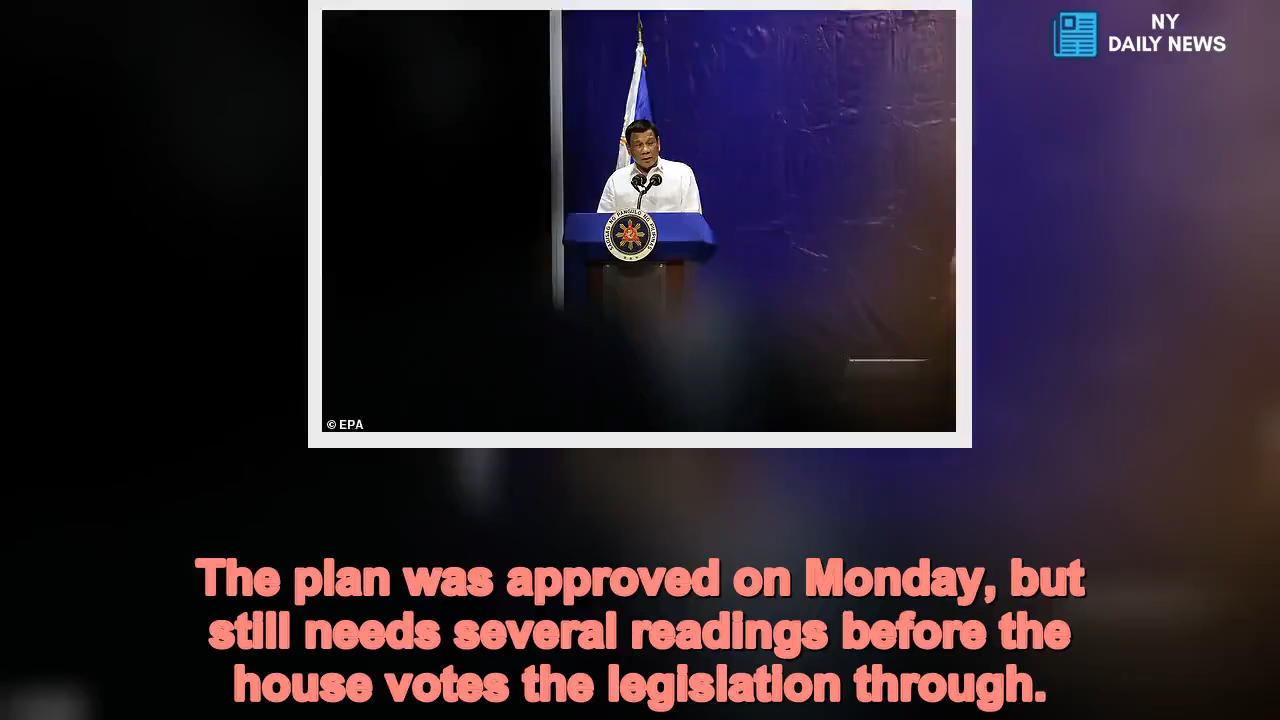 NY
DAILY NEWS
© EPA
The plan was approved on Monday, but
still needs several readings before the
house votes the legislation through.